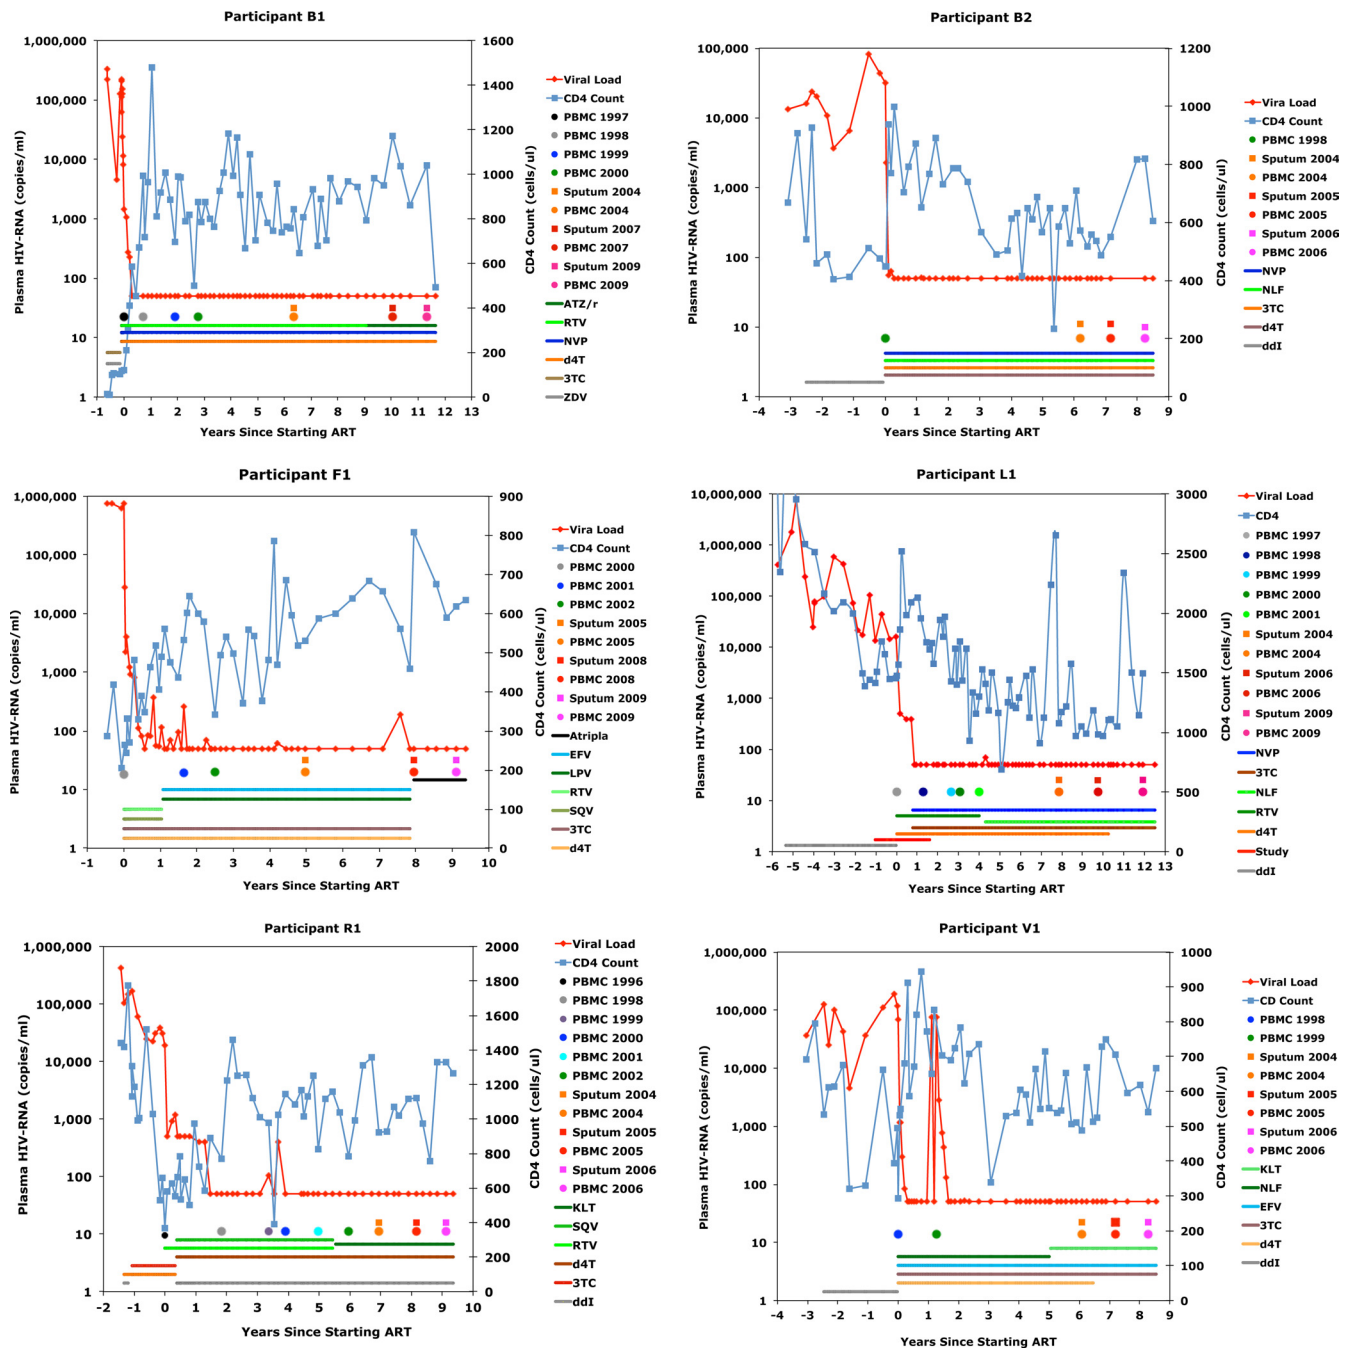 Participant B1
1,000,000
100,000
10,000
1,000
100
10
1
Plasma HIV-RNA (copies/ml)
1600
1400
1200
1000
800
600
400
200
0
CD4 Count (cells/ul)
-1 0 1 2 3 4 5 6 7 8 9 10 11 12 13
Years Since Starting ART
Viral Load
CD4 Count
PBMC 1997
PBMC 1998
PBMC 1999
PBMC 2000
Sputum 2004
PBMC 2004
Sputum 2007
PBMC 2007
Sputum 2009
PBMC 2009
ATZ/r
RTV
NVP
d4T
3TC
ZDV
Participant B2
100,000
10,000
1,000
100
10
1
Plasma HIV-RNA (copies/ml)
1200
1000
800
600
400
200
0
CD4 count (cells/ul)
-4 -3 -2 -1 0 1 2 3 4 5 6 7 8 9
Years Since Starting ART
Vira Load
CD4 Count
PBMC 1998
Sputum 2004
PBMC 2004
Sputum 2005
PBMC 2005
Sputum 2006
PBMC 2006
NVP
NLF
3TC
d4T
ddI
Participant F1
1,000,000
100,000
10,000
1,000
100
10
1
Plasma HIV-RNA (copies/ml)
900
800
700
600
500
400
300
200
100
0
CD4 Count (cells/ul)
-1 0 1 2 3 4 5 6 7 8 9 10
Years Since Starting ART
Vira Load
CD4 Count
PBMC 2000
PBMC 2001
PBMC 2002
Sputum 2005
PBMC 2005
Sputum 2008
PBMC 2008
Sputum 2009
PBMC 2009
Atripla
EFV
LPV
RTV
SQV
3TC
d4T
Participant L1
10,000,000
1,000,000
100,000
10,000
1,000
100
10
1
Plasma HIV-RNA (copies/ml)
3000
2500
2000
1500
1000
500
0
CD4 Count (cells/ul)
-6 -5 -4 -3 -2 -1 0 1 2 3 4 5 6 7 8 9 10 11 12 13
Years Since Starting ART
Viral Load
CD4
PBMC 1997
PBMC 1998
PBMC 1999
PBMC 2000
PBMC 2001
Sputum 2004
PBMC 2004
Sputum 2006
PBMC 2006
Sputum 2009
PBMC 2009
NVP
3TC
NLF
RTV
d4T
Study
ddI
Participant R1
1,000,000
100,000
10,000
1,000
100
10
1
Plasma HIV-RNA (copies/ml)
2000
1800
1600
1400
1200
1000
800
600
400
200
0
CD4 Count (cells/ul)
-2 -1 0 1 2 3 4 5 6 7 8 9 10
Years Since Starting ART
Viral Load
CD4 Count
PBMC 1996
PBMC 1998
PBMC 1999
PBMC 2000
PBMC 2001
PBMC 2002
Sputum 2004
PBMC 2004
Sputum 2005
PBMC 2005
Sputum 2006
PBMC 2006
KLT
SQV
RTV
d4T
3TC
ddI
Participant V1
1,000,000
100,000
10,000
1,000
100
10
1
Plasma HIV-RNA (copies/ml)
1000
900
800
700
600
500
400
300
200
100
0
CD4 Count (cells/ul)
-4 -3 -2 -1 0 1 2 3 4 5 6 7 8 9
Years Since Starting ART
Viral Load
CD Count
PBMC 1998
PBMC 1999
Sputum 2004
PBMC 2004
Sputum 2005
PBMC 2005
Sputum 2006
PBMC 2006
KLT
NLF
EFV
3TC
d4T
ddI